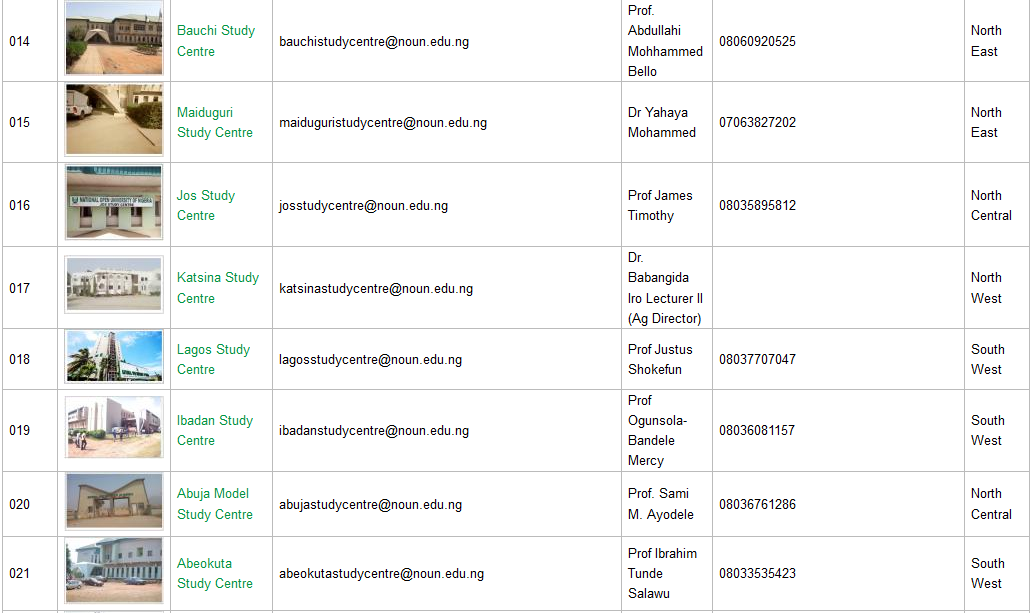 014
Bauchi Study
Centre
bauchistudycentre@noun.edu.ng
Prof.
Abdullahi
Mohhammed
Bello
08060920525
North
East
015
Maiduguri
Study Centre
maiduguristudycentre@noun.edu.ng
Dr Yahaya
Mohammed
07063827202
North
East
016
NATIONAL OPEN UNIVERSITY OF NIGERIA
JOS STUDY CENTRE
Jos Study
Centre
josstudycentre@noun.edu.ng
Prof James
Timothy
08035895812
North
Central
017
Katsina Study
Centre
katsinastudycentre@noun.edu.ng
Dr.
Babangida
Iro Lecturer II
(Ag Director)
North
West
018
Lagos Study
Centre
lagosstudycentre@noun.edu.ng
Prof Justus
Shokefun
08037707047
South
West
019
Ibadan Study
Centre
ibadanstudycentre@noun.edu.ng
Prof
Ogunsola-
Bandele
Mercy
08036081157
South
West
020
Abuja Model
Study Centre
abujastudycentre@noun.edu.ng
Prof. Sami
M. Ayodele
08036761286
North
Central
021
Abeokuta
Study Centre
abeokutastudycentre@noun.edu.ng
Prof Ibrahim
Tunde
Salawu
08033535423
South
West